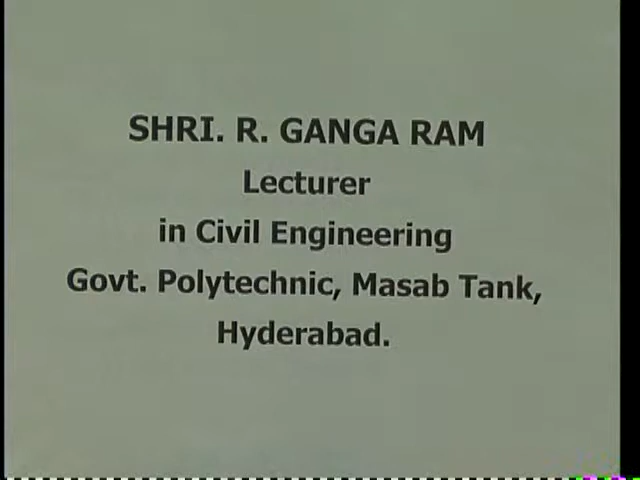 SHRI. R. GANGA RAM
Lecturer
in Civil Engineering
Govt. Polytechnic, Masab Tank,
Hyderabad.